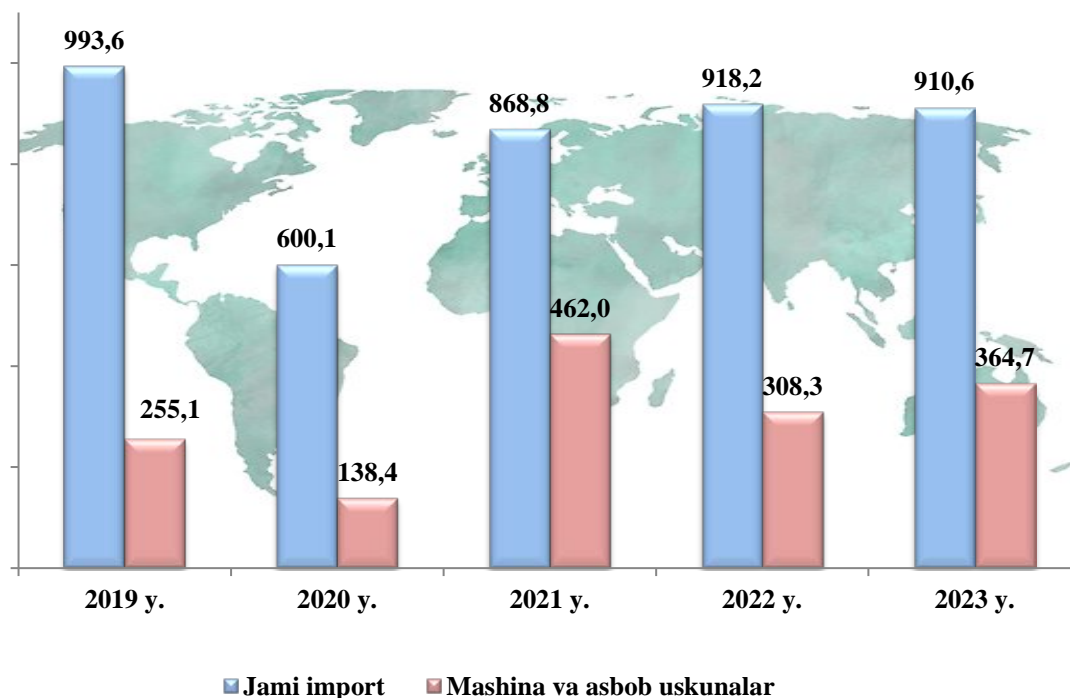 993,6
918,2
910,6
868,8
600,1
462,0
364,7
308,3
255,1
138,4
2019 y.
2020 y.
2021 y.
2022 y.
2023 y.
Jami import
Mashina va asbob uskunalar